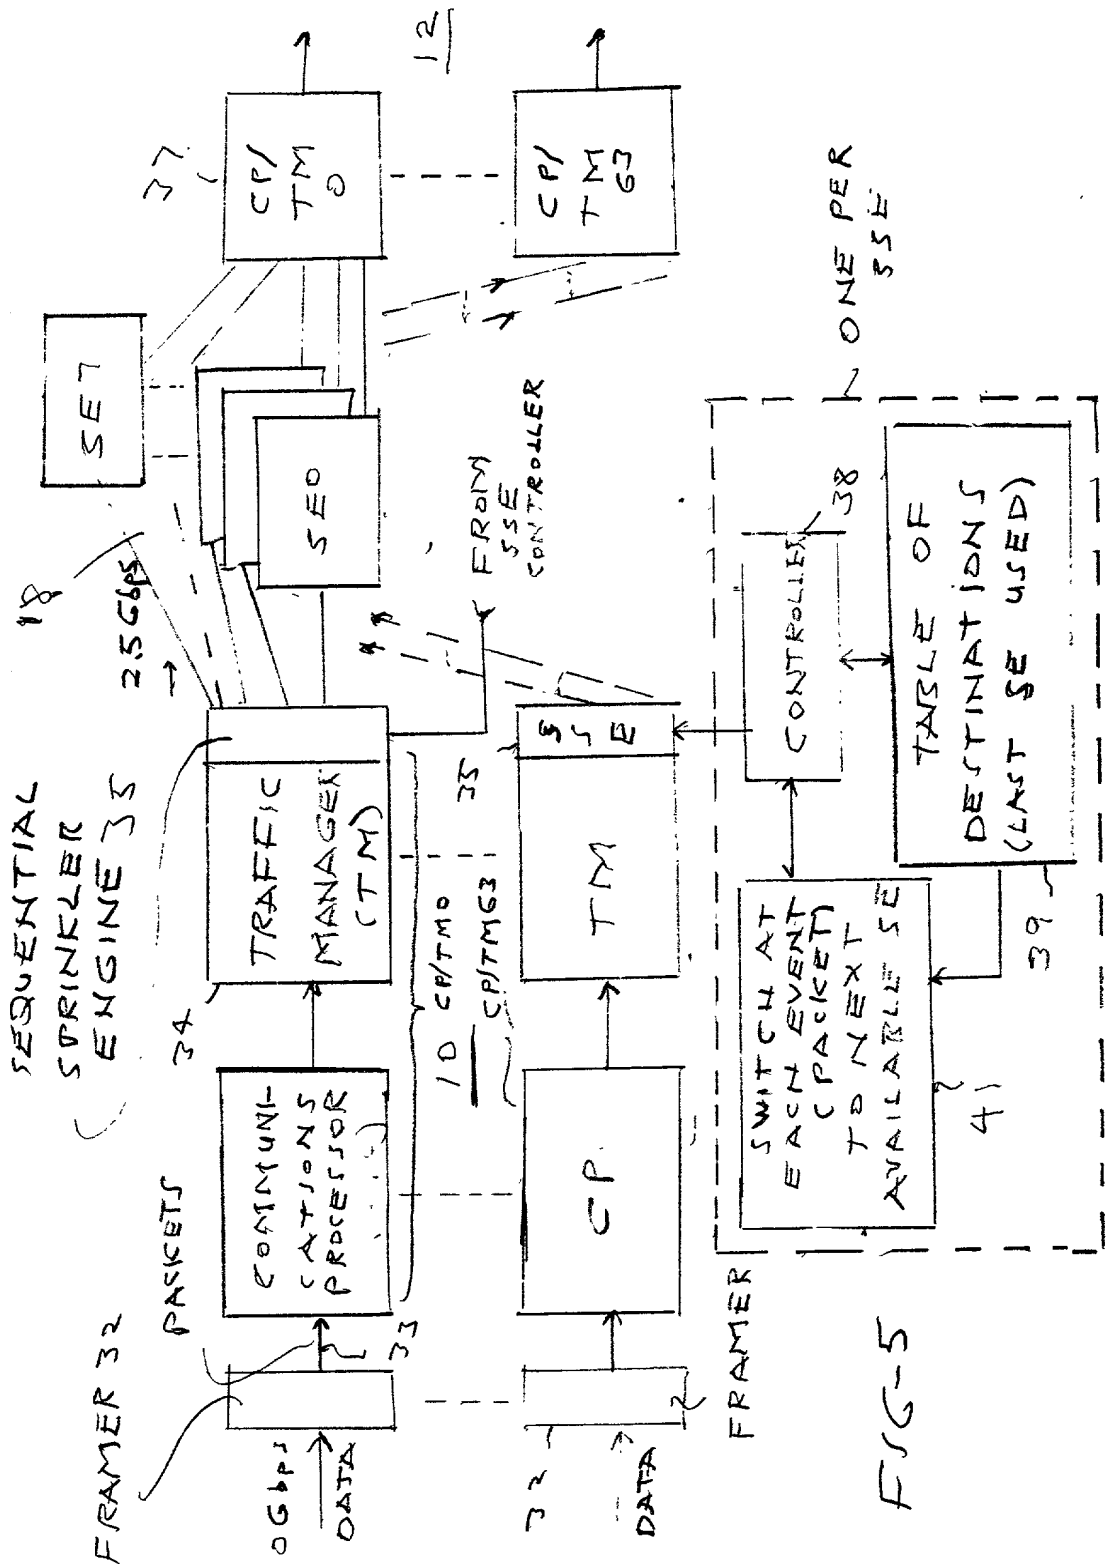 FRAMER 32
PACKETS
SEQUENTIAL
SPRINKLER
ENGINE 35
18
2.5Gbps
SE7
37
CP/
TM
0
12
0Gbps
DATA
33
COMMUNI-
CATIONS
PROCESSOR
34
TRAFFIC
MANAGER
(TM)
SE0
FROM
SSE
CONTROLLER
10 CP/TM0
CP/TM63
32
DATA
CP
TM
35
SSE
CP/
TM
63
FRAMER
ONE PER
SSE
SWITCH AT
EACH EVENT
(PACKET)
TO NEXT
AVAILABLE SE
41
CONTROLLER
38
TABLE OF
DESTINATIONS
(LAST SE USED)
39
FIG-5